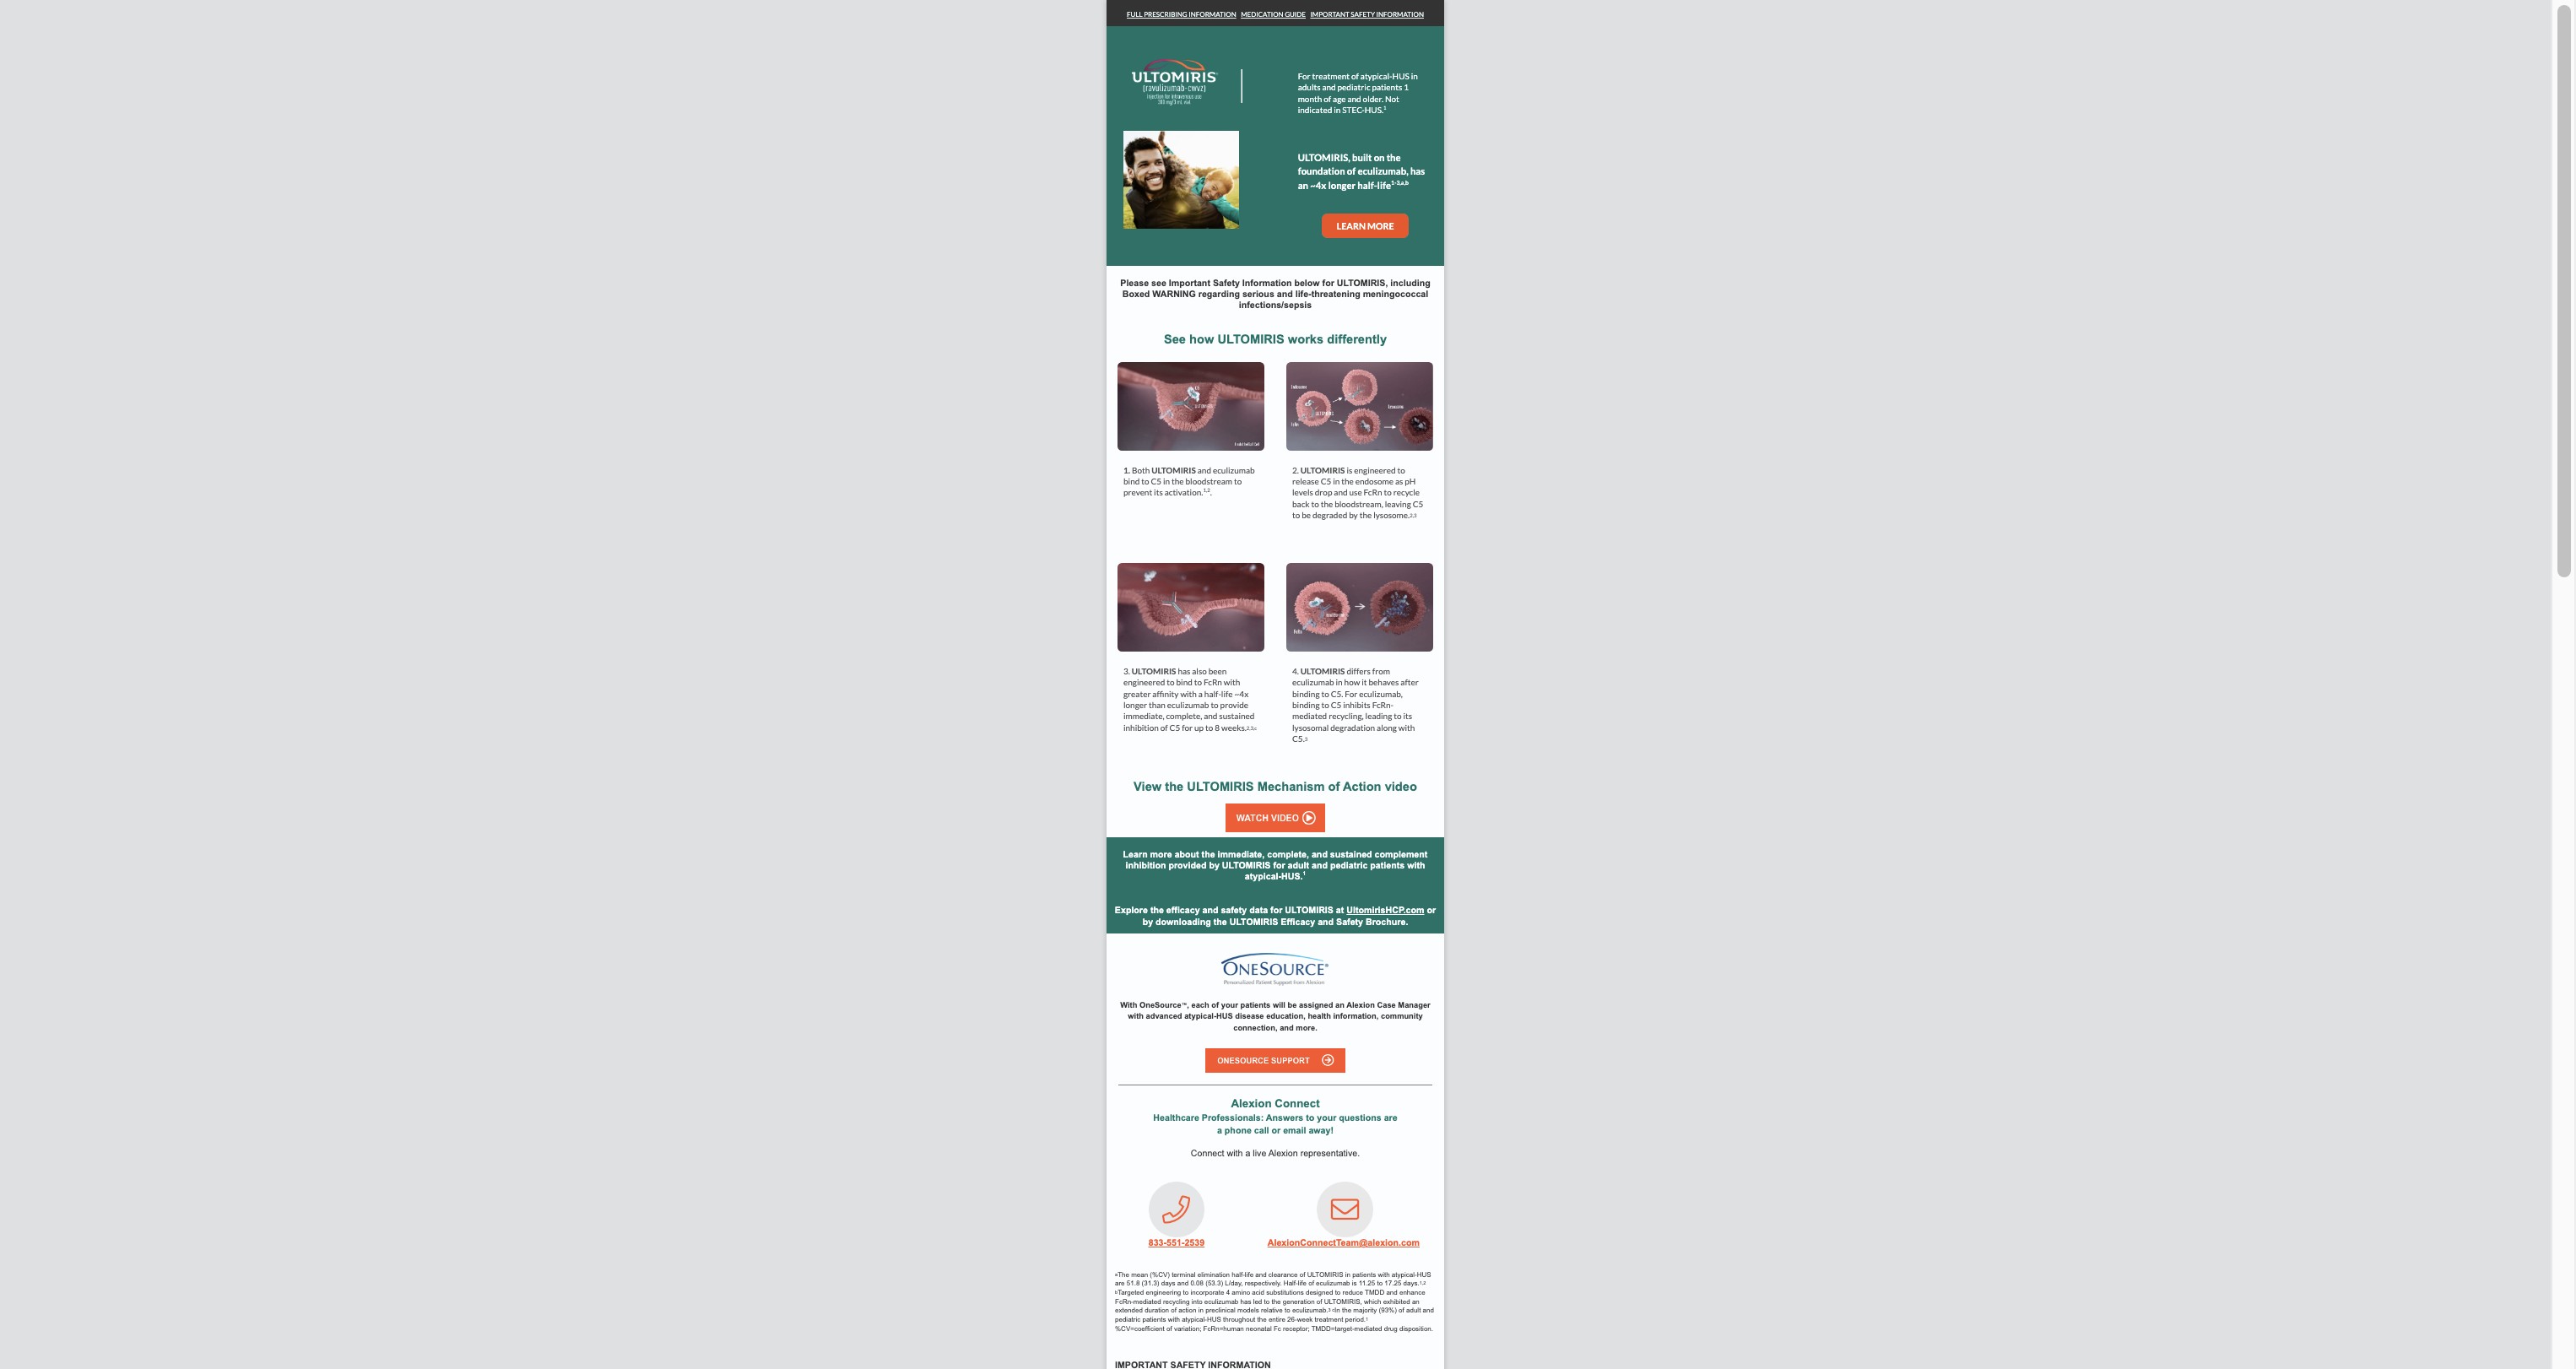 FULL PRESCRIBING INFORMATION MEDICATION GUIDE IMPORTANT SAFETY INFORMATION
ULTOMIRIS
(ravulizumab-cwvz)
injection for intravenous use
300 mg/3 mL vial
For treatment of atypical-HUS in
adults and pediatric patients 1
month of age and older. Not
indicated in STEC-HUS.1
ULTOMIRIS, built on the
foundation of eculizumab, has
an ~4x longer half-life1-3,a,b
LEARN MORE
Please see Important Safety Information below for ULTOMIRIS, including
Boxed WARNING regarding serious and life-threatening meningococcal
infections/sepsis
See how ULTOMIRIS works differently
C5
ULTOMIRIS
Endothelial Cell
Endosome
ULTOMIRIS
FcRn
Lysosome
1. Both ULTOMIRIS and eculizumab
bind to C5 in the bloodstream to
prevent its activation.1,2.
2. ULTOMIRIS is engineered to
release C5 in the endosome as pH
levels drop and use FcRn to recycle
back to the bloodstream, leaving C5
to be degraded by the lysosome.2,3
FcRn
3. ULTOMIRIS has also been
engineered to bind to FcRn with
greater affinity with a half-life ~4x
longer than eculizumab to provide
immediate, complete, and sustained
inhibition of C5 for up to 8 weeks.
4. ULTOMIRIS differs from
eculizumab in how it behaves after
binding to C5. For eculizumab,
binding to C5 inhibits FcRn-
mediated recycling, leading to its
lysosomal degradation along with
C5.3
View the ULTOMIRIS Mechanism of Action video
WATCH VIDEO
Learn more about the immediate, complete, and sustained complement
inhibition provided by ULTOMIRIS for adult and pediatric patients with
atypical-HUS.1
Explore the efficacy and safety data for ULTOMIRIS at UltomirisHCP.com or
by downloading the ULTOMIRIS Efficacy and Safety Brochure.
ONESOURCE®
Personalized Patient Support from Alexion
With OneSource™, each of your patients will be assigned an Alexion Case Manager
with advanced atypical-HUS disease education, health information, community
connection, and more.
ONESOURCE SUPPORT
Alexion Connect
Healthcare Professionals: Answers to your questions are
a phone call or email away!
Connect with a live Alexion representative.
833-551-2539
AlexionConnectTeam@alexion.com
aThe mean (%CV) terminal elimination half-life and clearance of ULTOMIRIS in patients with atypical-HUS
are 51.8 (31.3) days and 0.08 (53.3) L/day, respectively. Half-life of eculizumab is 11.25 to 17.25 days.1,2
bTargeted engineering to incorporate 4 amino acid substitutions designed to reduce TMDD and enhance
FcRn-mediated recycling into eculizumab has led to the generation of ULTOMIRIS, which exhibited an
extended duration of action in preclinical models relative to eculizumab.3 cIn the majority (93%) of adult and
pediatric patients with atypical-HUS throughout the entire 26-week treatment period.1
%CV=coefficient of variation; FcRn=human neonatal Fc receptor; TMDD=target-mediated drug disposition.
IMPORTANT SAFETY INFORMATION